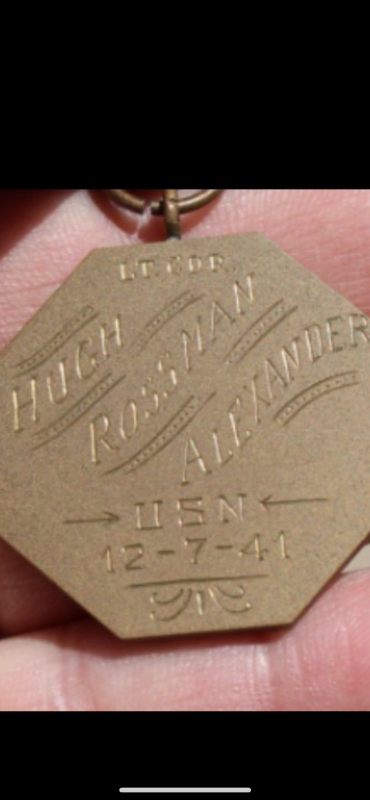 LT. CDR.
HUGH
ROSSMAN
ALEXANDER
USN
12-7-41